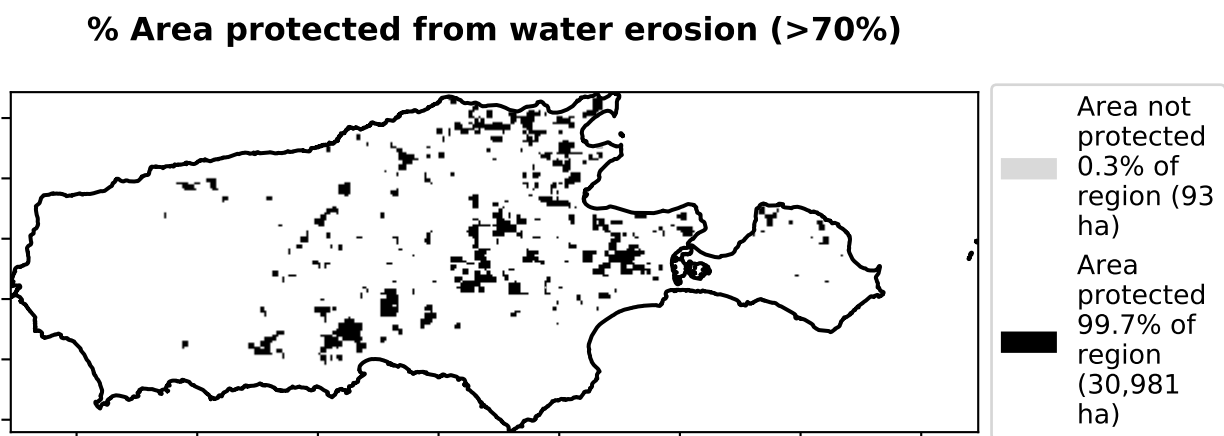 % Area protected from water erosion (>70%)
Area not
protected
0.3% of
region (93
ha)
Area
protected
99.7% of
region
(30,981
ha)